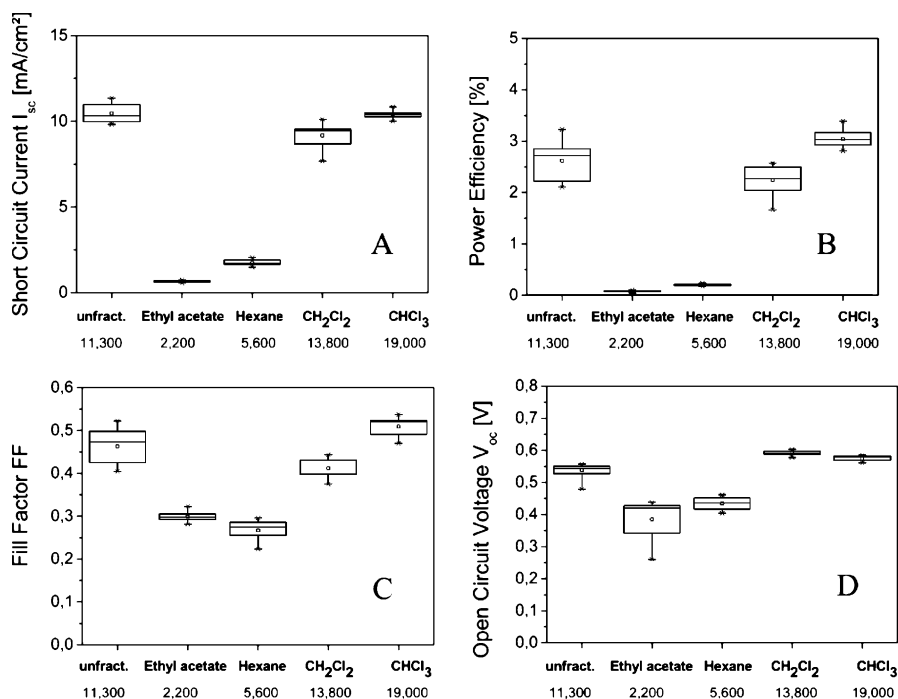 Short Circuit Current I_sc [mA/cm²]
15
10
5
0
A
unfract. Ethyl acetate Hexane CH₂Cl₂ CHCl₃
11,300 2,200 5,600 13,800 19,000
Power Efficiency [%]
5
4
3
2
1
0
B
unfract. Ethyl acetate Hexane CH₂Cl₂ CHCl₃
11,300 2,200 5,600 13,800 19,000
Fill Factor FF
0,6
0,5
0,4
0,3
0,2
0,1
0,0
C
unfract. Ethyl acetate Hexane CH₂Cl₂ CHCl₃
11,300 2,200 5,600 13,800 19,000
Open Circuit Voltage V_oc [V]
0,8
0,7
0,6
0,5
0,4
0,3
0,2
0,1
0,0
D
unfract. Ethyl acetate Hexane CH₂Cl₂ CHCl₃
11,300 2,200 5,600 13,800 19,000